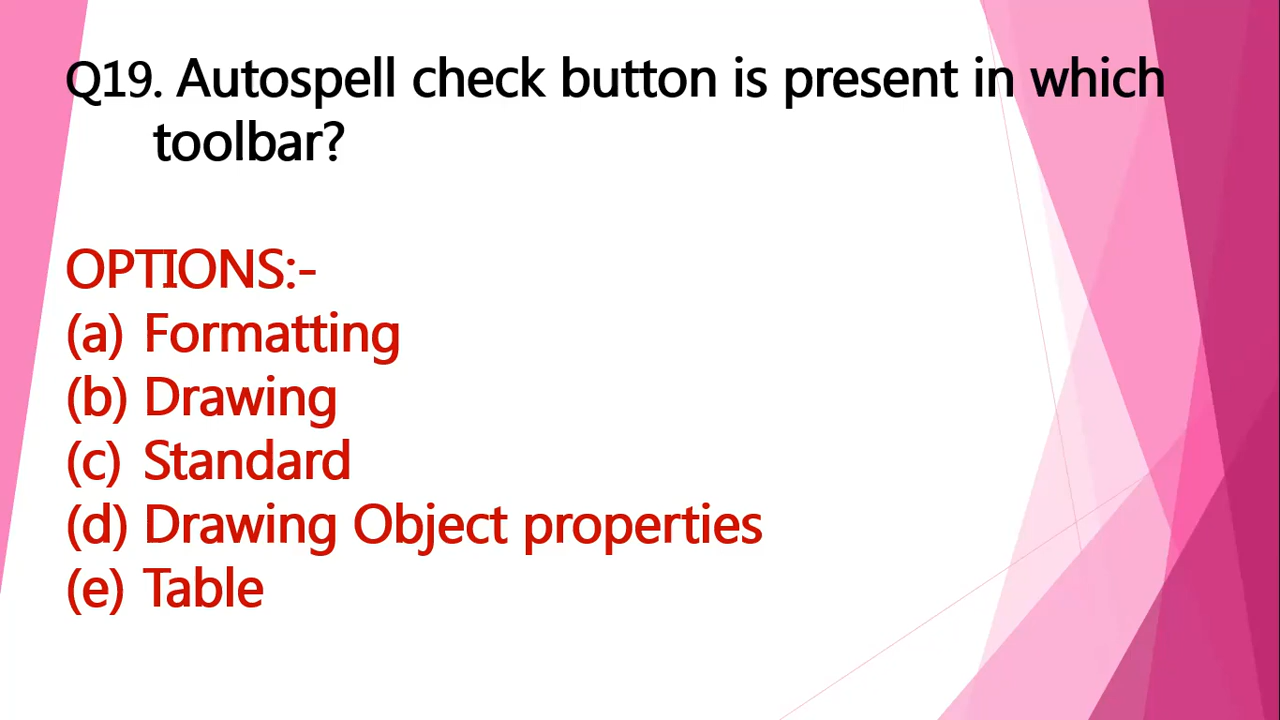 Q19. Autospell check button is present in which
toolbar?
OPTIONS:-
(a) Formatting
(b) Drawing
(c) Standard
(d) Drawing Object properties
(e) Table